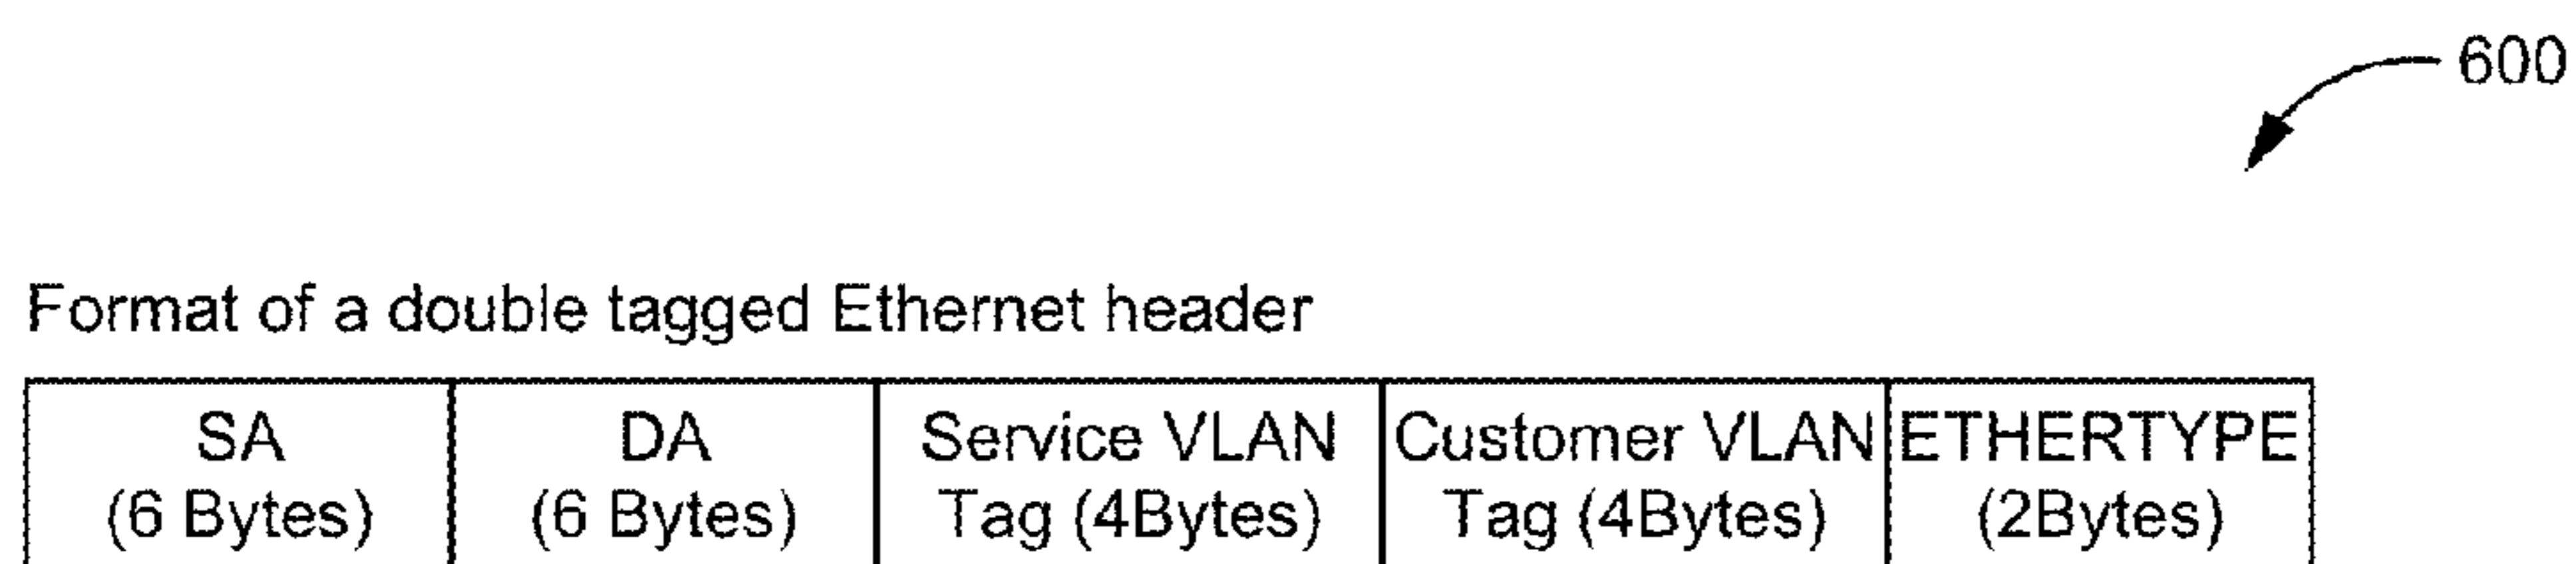 600
Format of a double tagged Ethernet header
SA
(6 Bytes)
DA
(6 Bytes)
Service VLAN
Tag (4Bytes)
Customer VLAN
Tag (4Bytes)
ETHERTYPE
(2Bytes)